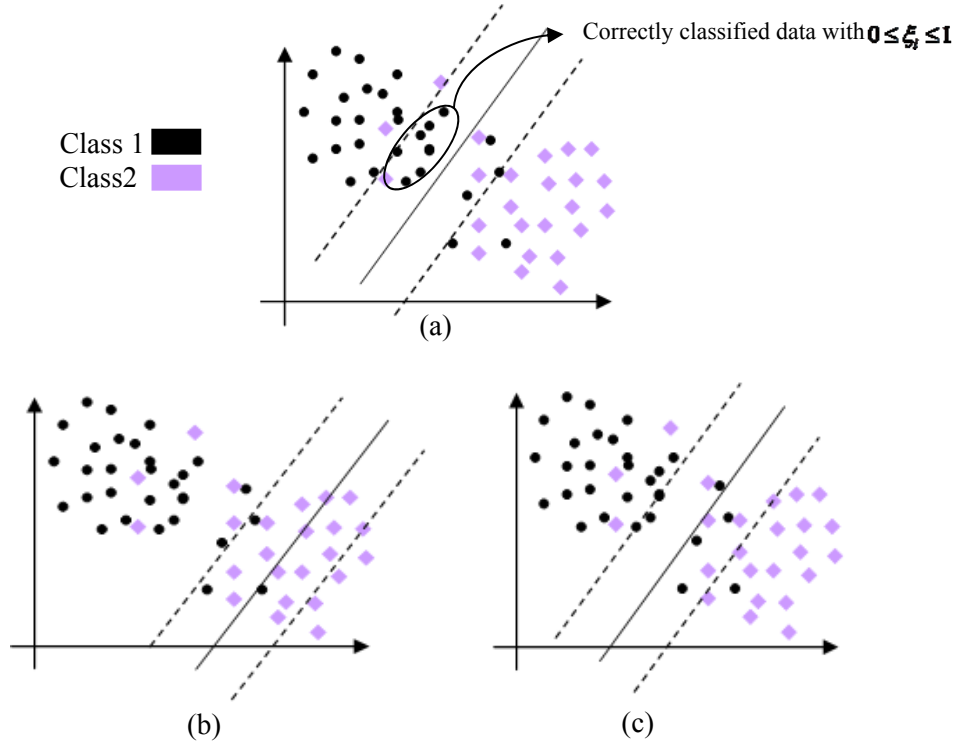 Correctly classified data with 0 ≤ ξi ≤ 1
Class 1
Class2
(a)
(b)
(c)